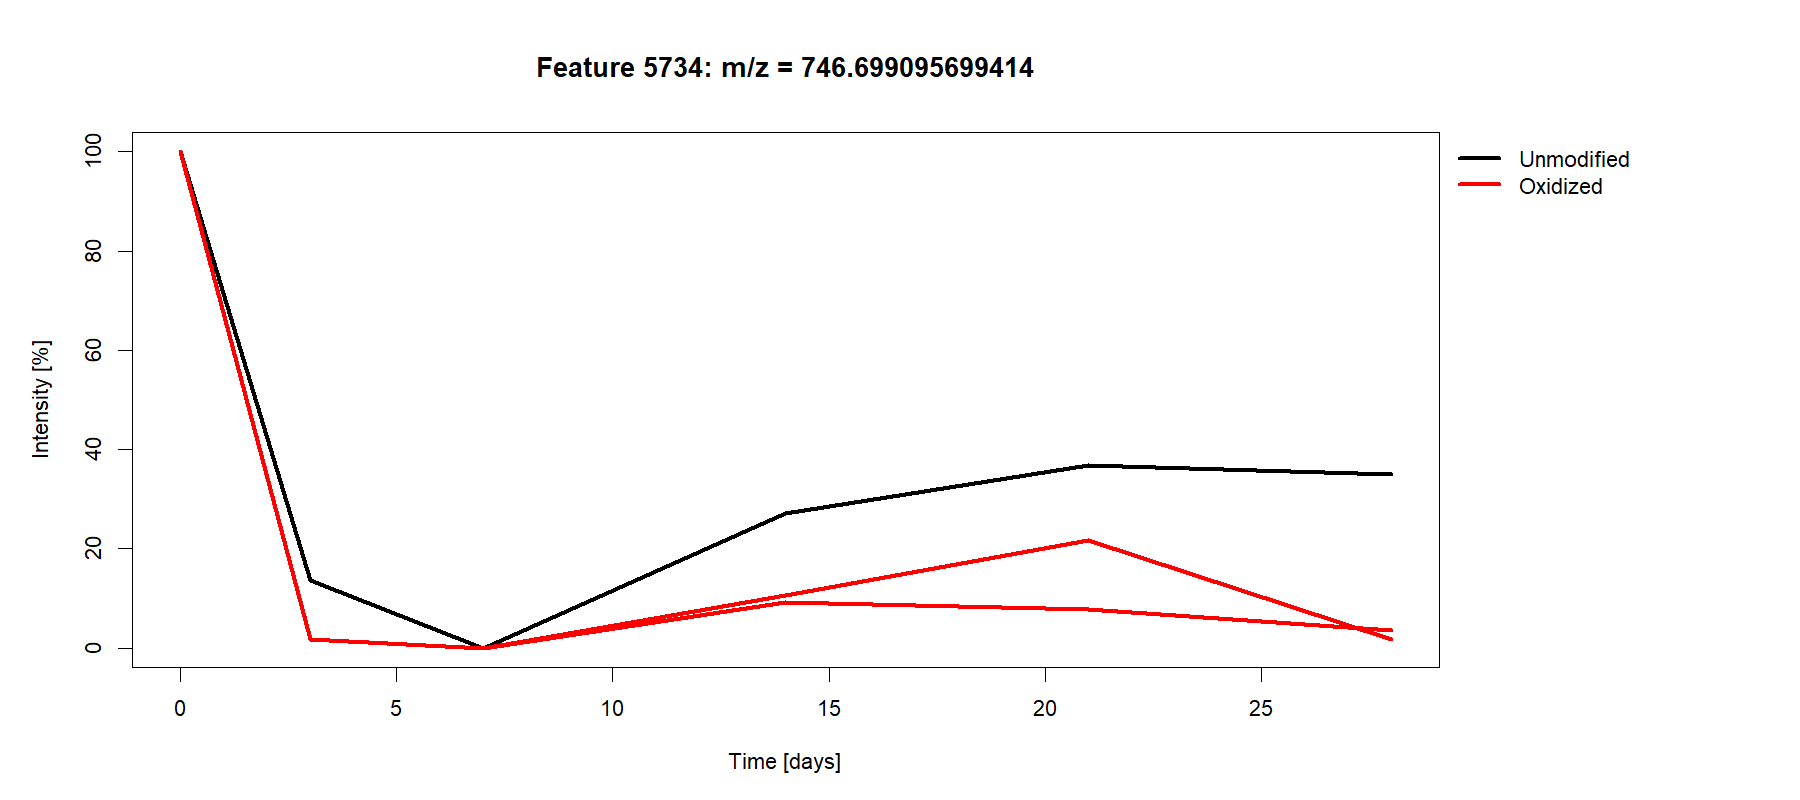 Feature 5734: m/z = 746.699095699414
Unmodified
Oxidized
Intensity [%]
100
80
60
40
20
0
0 5 10 15 20 25
Time [days]